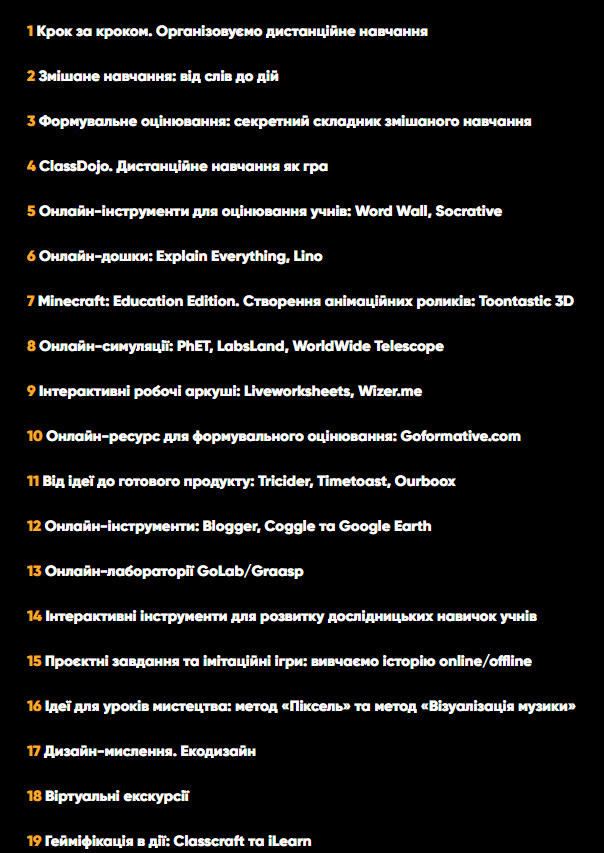 1 Крок за кроком. Організовуємо дистанційне навчання
2 Змішане навчання: від слів до дій
3 Формувальне оцінювання: секретний складник змішаного навчання
4 ClassDojo. Дистанційне навчання як гра
5 Онлайн-інструменти для оцінювання учнів: Word Wall, Socrative
6 Онлайн-дошки: Explain Everything, Lino
7 Minecraft: Education Edition. Створення анімаційних роликів: Toontastic 3D
8 Онлайн-симуляції: PhET, LabsLand, WorldWide Telescope
9 Інтерактивні робочі аркуші: Liveworksheets, Wizer.me
10 Онлайн-ресурс для формувального оцінювання: Goformative.com
11 Від ідеї до готового продукту: Tricider, Timetoast, Ourboox
12 Онлайн-інструменти: Blogger, Coggle та Google Earth
13 Онлайн-лабораторії GoLab/Graasp
14 Інтерактивні інструменти для розвитку дослідницьких навичок учнів
15 Проєктні завдання та імітаційні ігри: вивчаємо історію online/offline
16 Ідеї для уроків мистецтва: метод «Піксель» та метод «Візуалізація музики»
17 Дизайн-мислення. Екодизайн
18 Віртуальні екскурсії
19 Гейміфікація в дії: Classcraft та iLearn